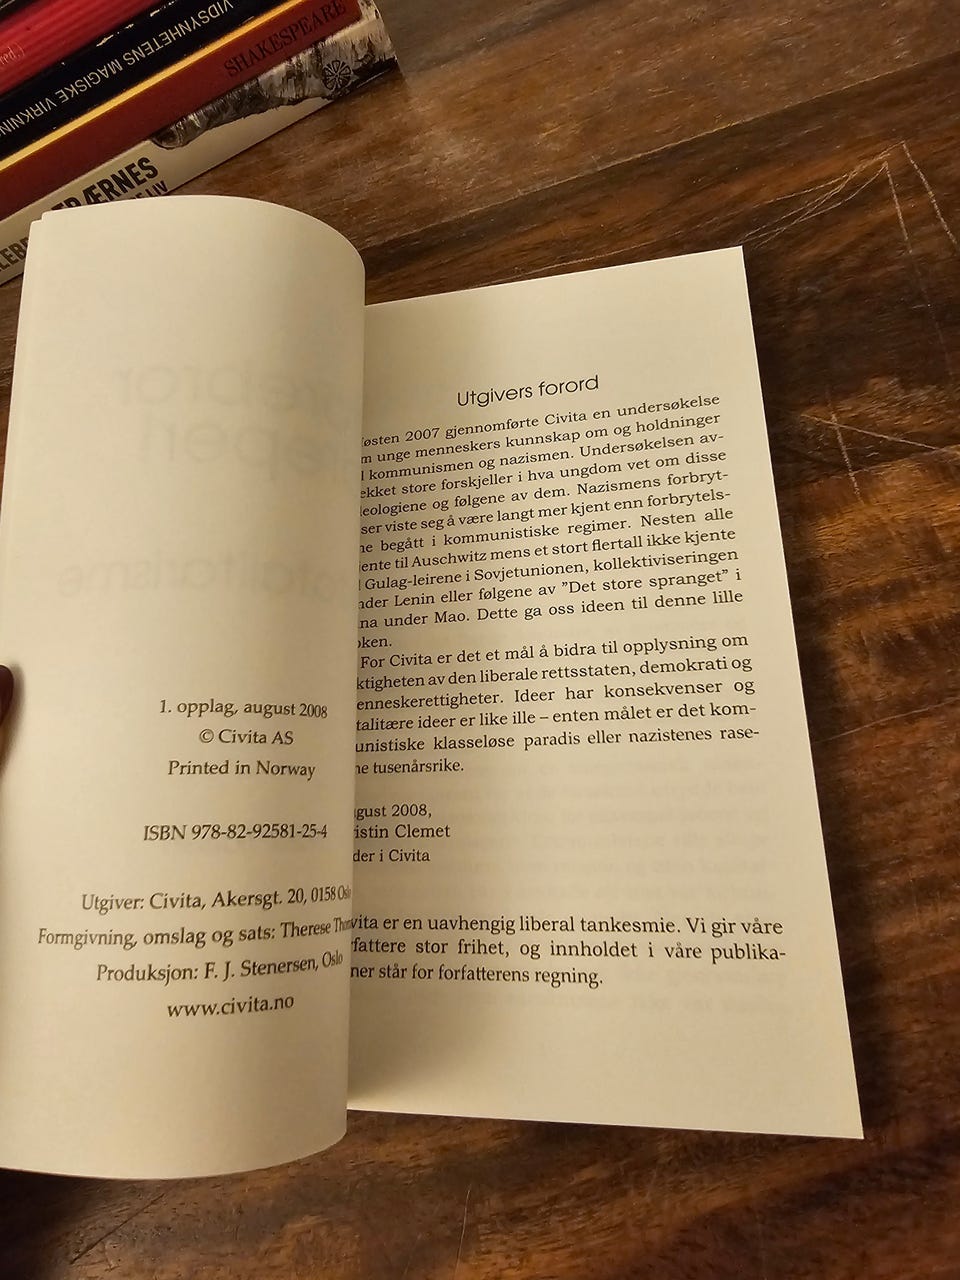 VIDSYNHETENS MAGISKE
SHAKESPEARE
1. opplag, august 2008
© Civita AS
Printed in Norway
ISBN 978-82-92581-25-4
Utgiver: Civita, Akersgt. 20, 0158
Formgivning, omslag og sats: Therese
Produksjon: F. J. Stenersen, Oslo
www.civita.no
Utgivers forord
østen 2007 gjennomførte Civita en undersøkelse
m unge menneskers kunnskap om og holdninger
l kommunismen og nazismen. Undersøkelsen av-
ekket store forskjeller i hva ungdom vet om disse
eologiene og følgene av dem. Nazismens forbryt-
ser viste seg å være langt mer kjent enn forbrytels-
ne begått i kommunistiske regimer. Nesten alle
ente til Auschwitz mens et stort flertall ikke kjente
l Gulag-leirene i Sovjetunionen, kollektiviseringen
nder Lenin eller følgene av ”Det store spranget” i
na under Mao. Dette ga oss ideen til denne lille
oken.
For Civita er det et mål å bidra til opplysning om
ktigheten av den liberale rettsstaten, demokrati og
enneskerettigheter. Ideer har konsekvenser og
talitære ideer er like ille – enten målet er det kom-
unistiske klasseløse paradis eller nazistenes rase-
ne tusenårsrike.
gust 2008,
istin Clemet
der i Civita
vita er en uavhengig liberal tankesmie. Vi gir våre
fattere stor frihet, og innholdet i våre publika-
ner står for forfatterens regning.